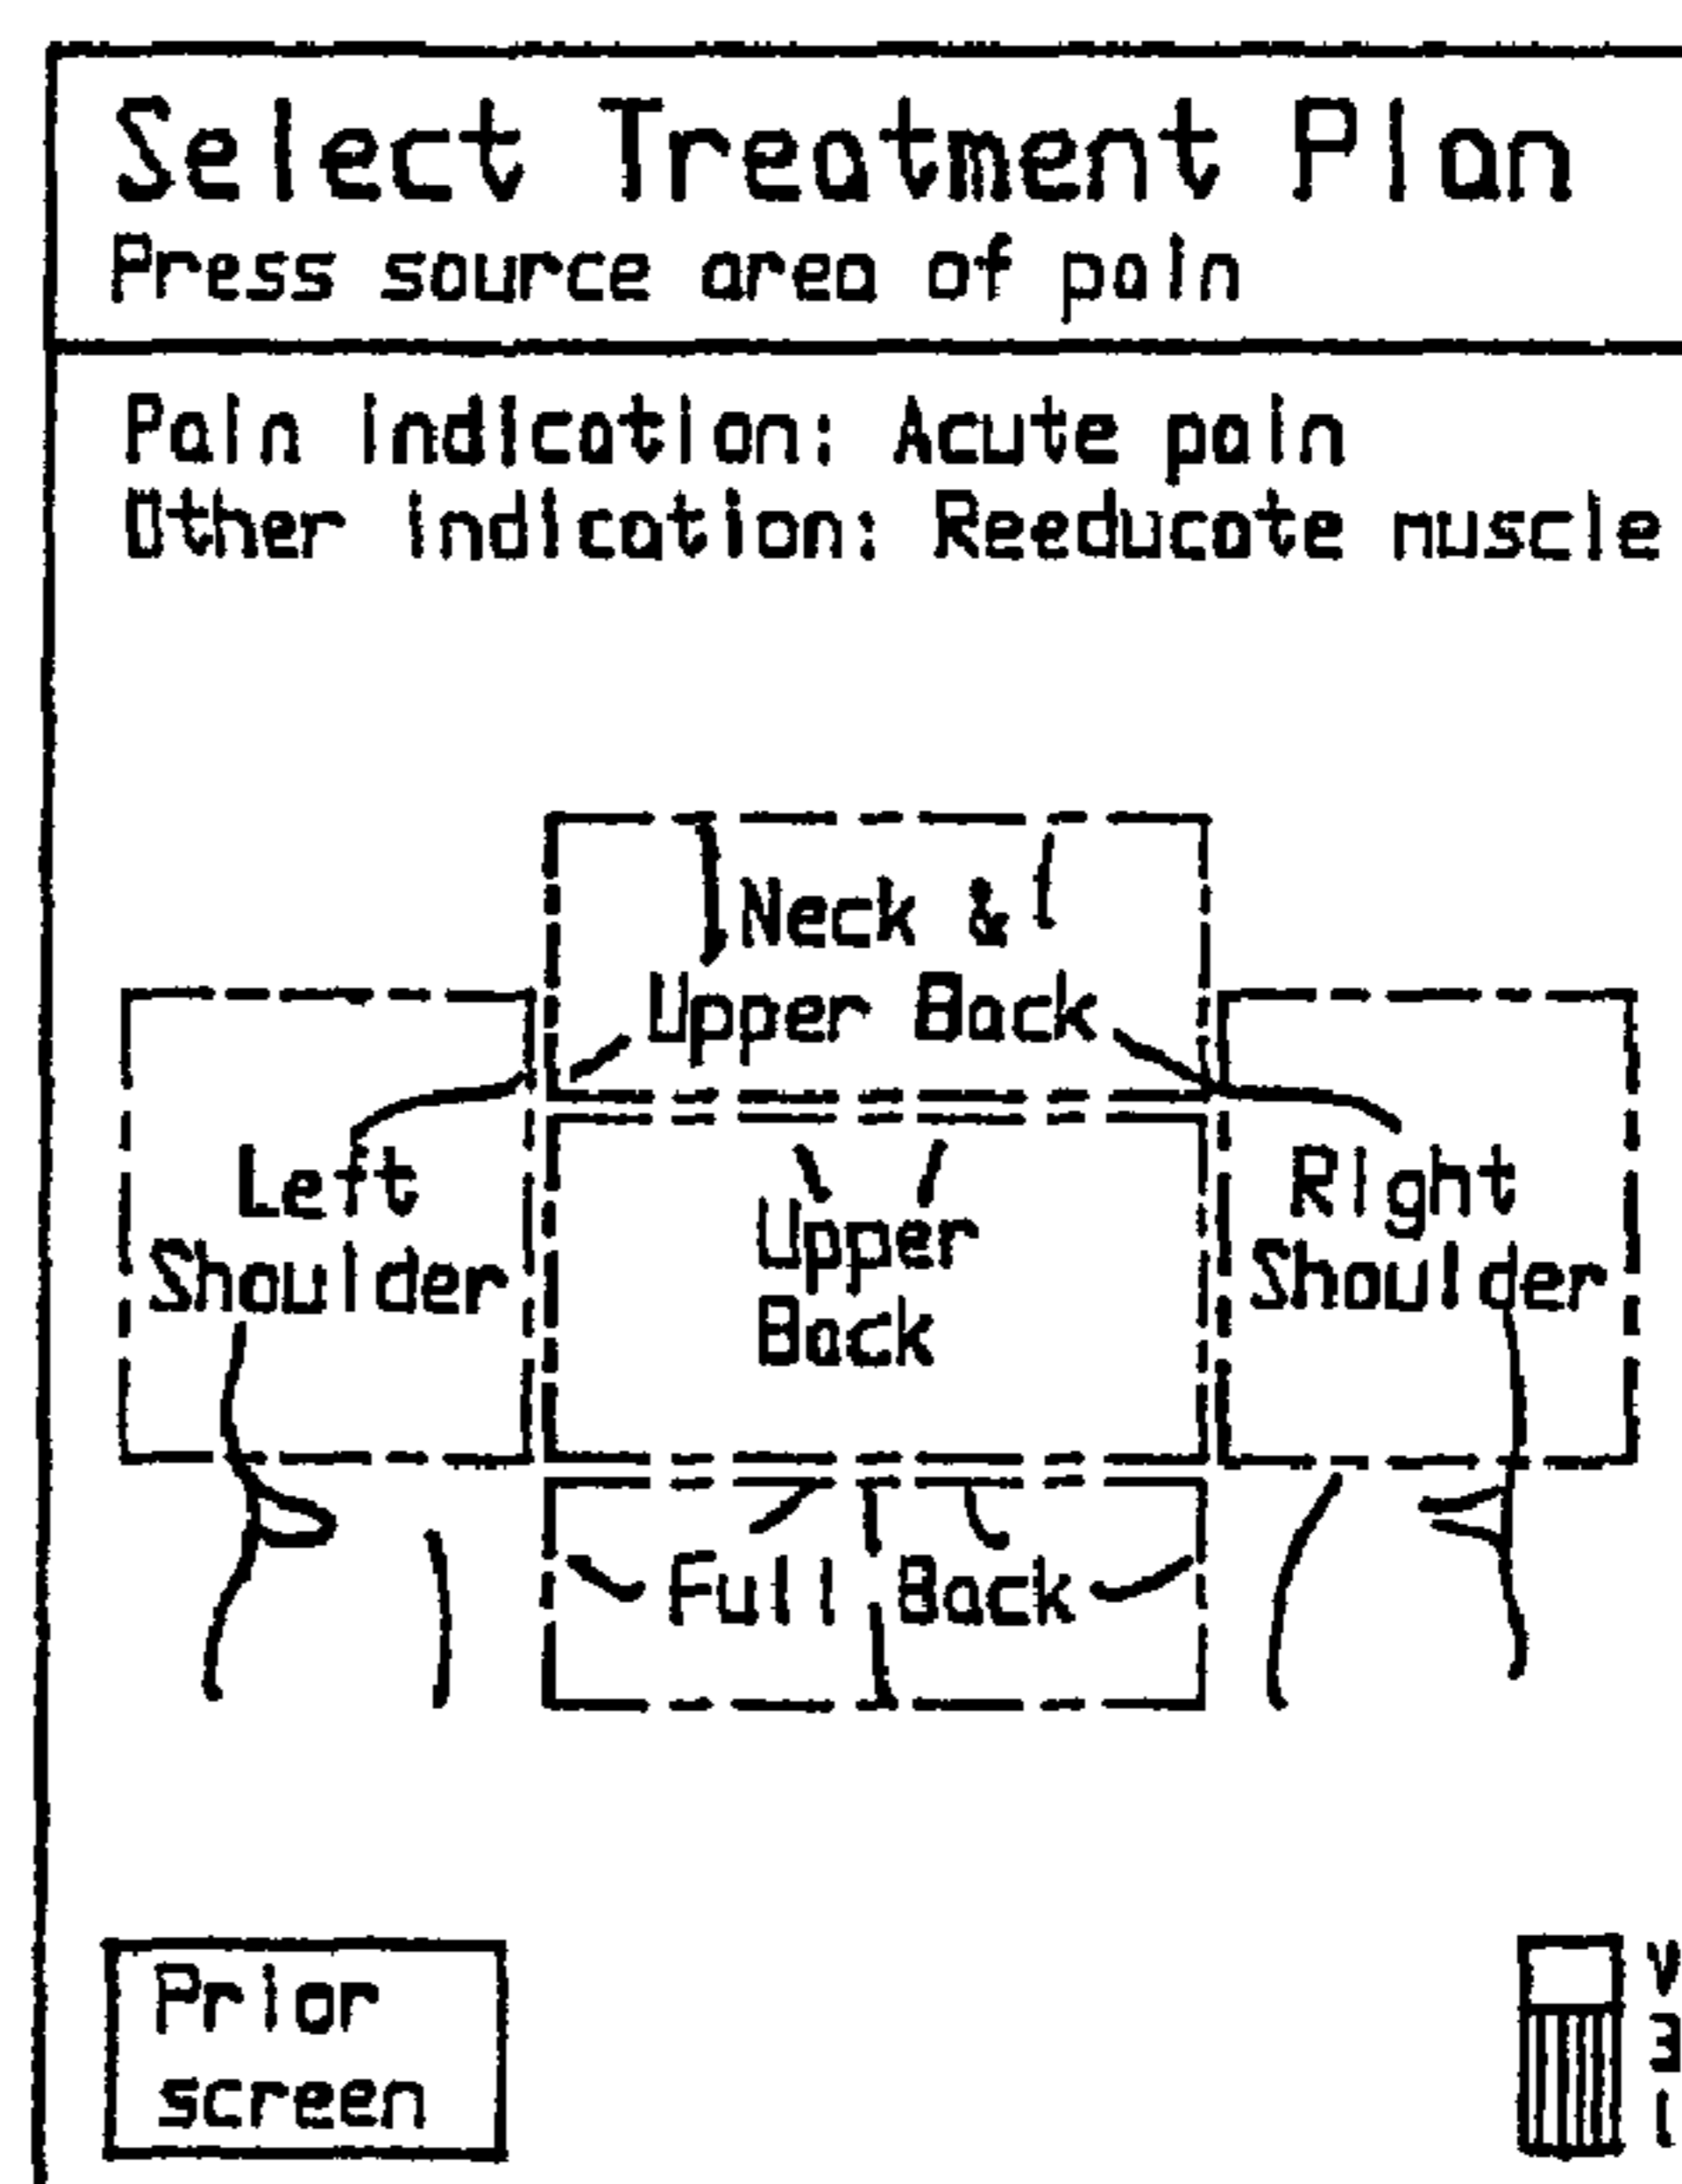 Select Treatment Plan
Press source area of pain
Pain indication: Acute pain
Other indication: Reeducate muscle
Neck &
Upper Back
Left
Shoulder
Upper
Back
Right
Shoulder
Full Back
Prior
screen